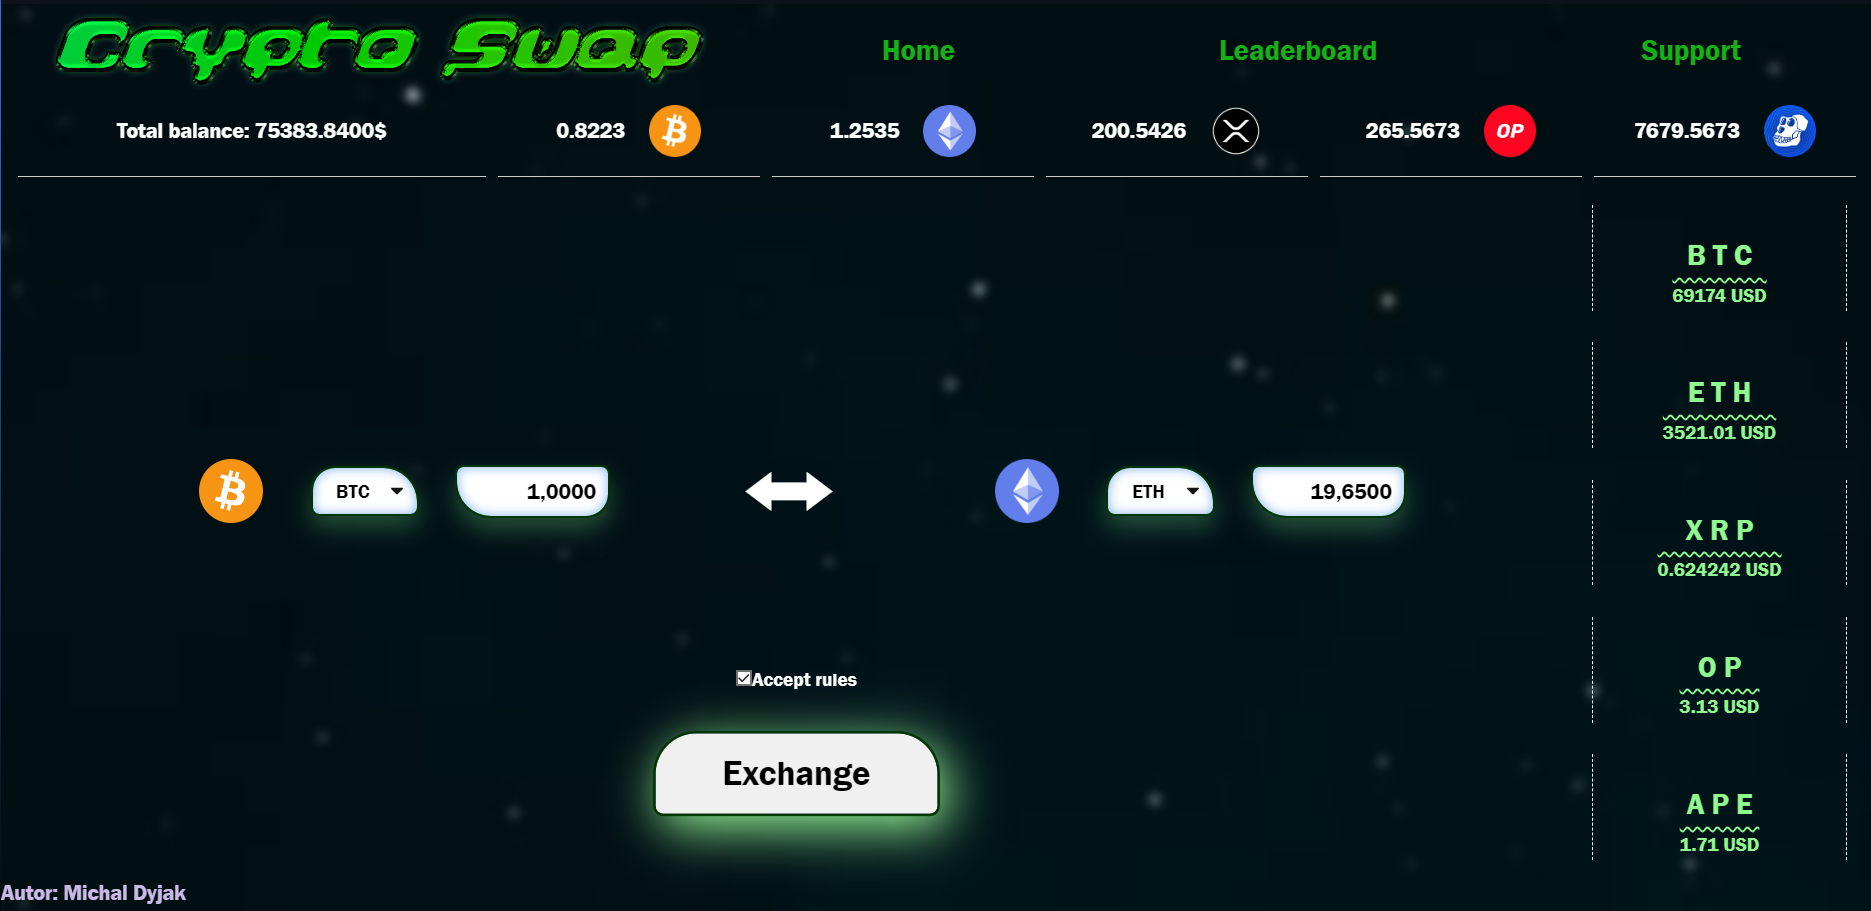 Crypto Swap
Home
Leaderboard
Support
Total balance: 75383.8400$
0.8223
1.2535
200.5426
265.5673
OP
7679.5673
BTC
69174 USD
ETH
3521.01 USD
BTC
1,0000
ETH
19,6500
XRP
0.624242 USD
OP
3.13 USD
Accept rules
Exchange
APE
1.71 USD
Autor: Michal Dyjak